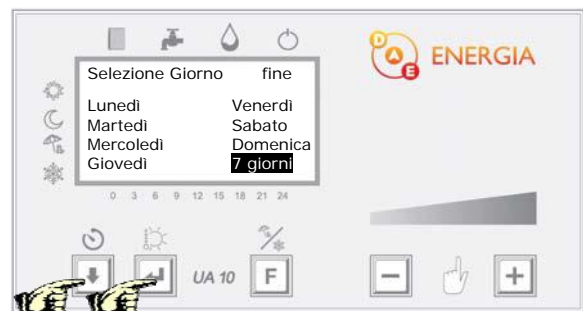 D
A
E
ENERGIA
Selezione Giorno fine
Lunedì Venerdì
Martedì Sabato
Mercoledì Domenica
Giovedì 7 giorni
0 3 6 9 12 15 18 21 24
UA 10 F